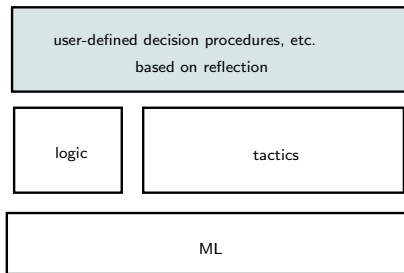 user-defined decision procedures, etc.
based on reflection
logic
tactics
ML